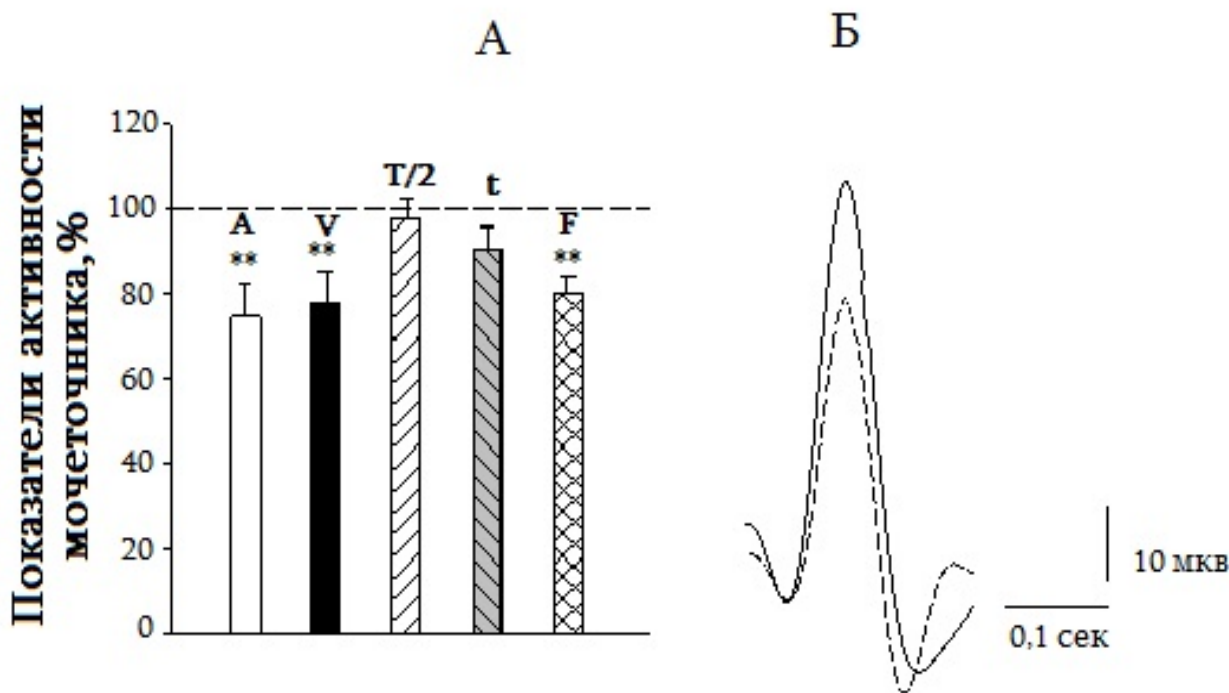 А
Б
Показатели активности
мочеточника,%
120
100
80
60
40
20
0
A
**
V
**
T/2
t
F
**
10 мкв
0,1 сек